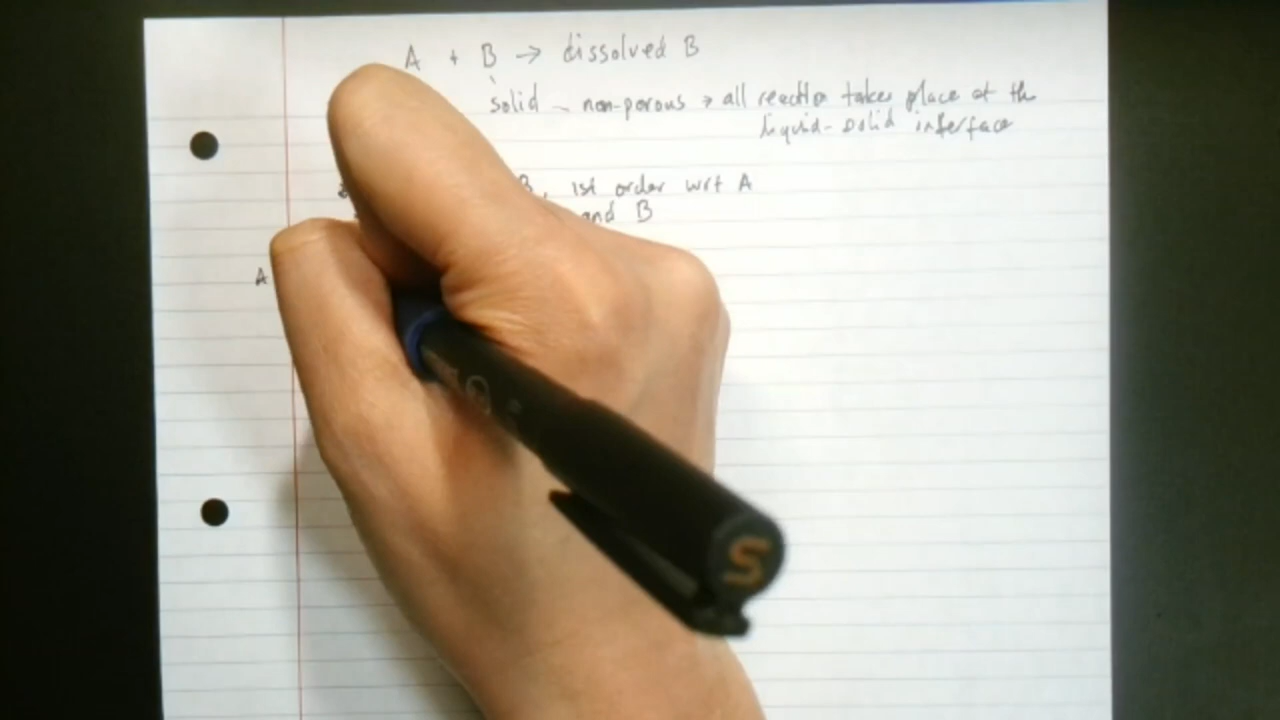 A + B → dissolved B
solid - non-porous → all reaction takes place at the
liquid-solid interface
B, 1st order wrt A
and B
A
S